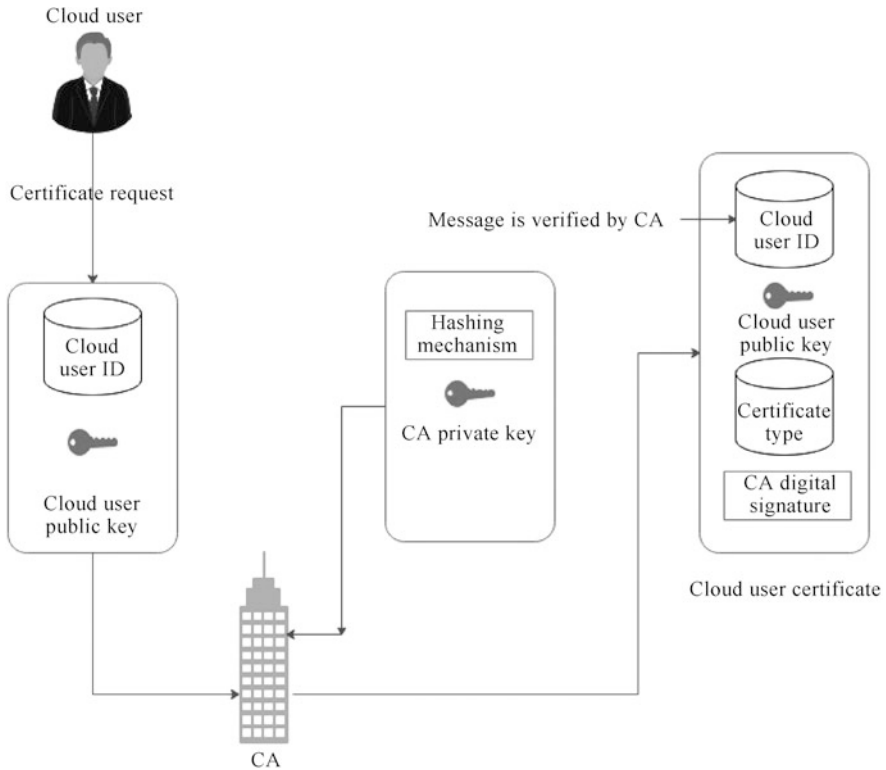 Cloud user
Certificate request
Cloud
user ID
Cloud user
public key
Hashing
mechanism
CA private key
CA
Message is verified by CA
Cloud
user ID
Cloud user
public key
Certificate
type
CA digital
signature
Cloud user certificate